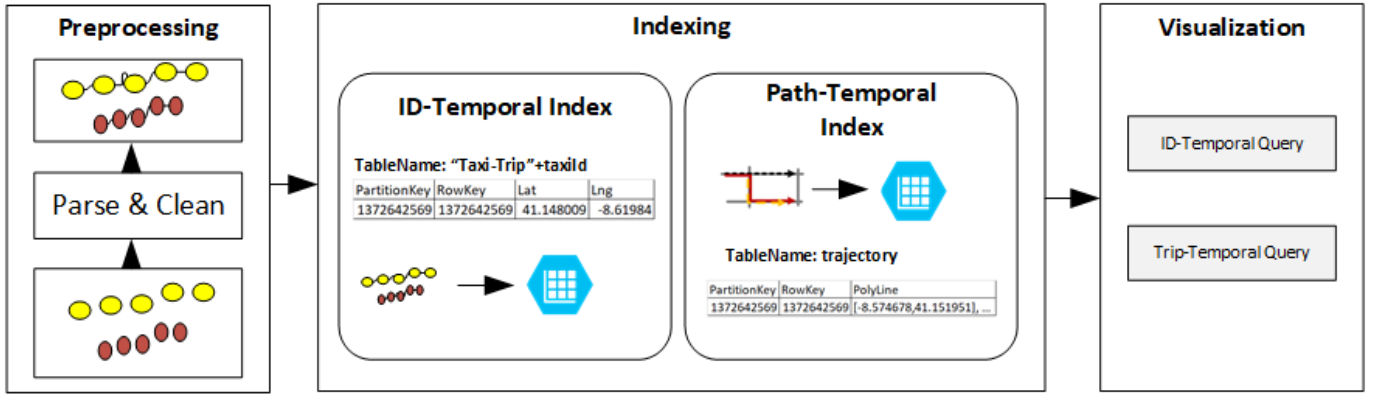 Preprocessing
Parse & Clean
Indexing
ID-Temporal Index
TableName: “Taxi-Trip”+taxiId
PartitionKey RowKey Lat Lng
1372642569 1372642569 41.148009 -8.61984
Path-Temporal
Index
TableName: trajectory
PartitionKey RowKey PolyLine
1372642569 1372642569 [-8.574678,41.151951], ...
Visualization
ID-Temporal Query
Trip-Temporal Query